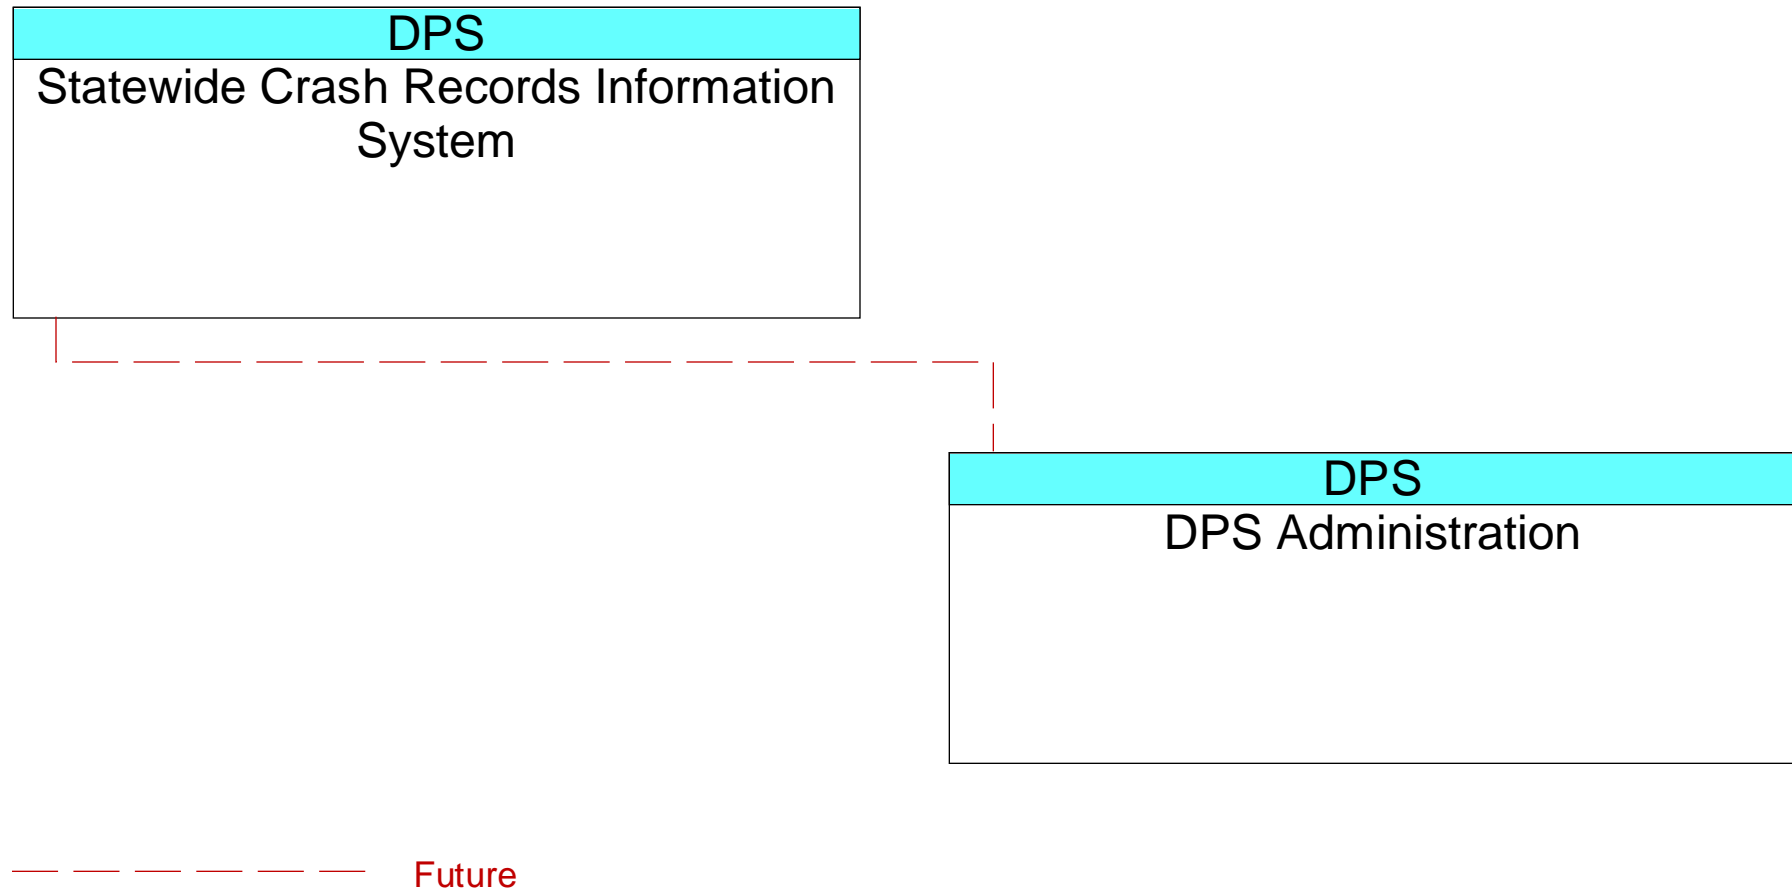 DPS
Statewide Crash Records Information
System
DPS
DPS Administration
Future